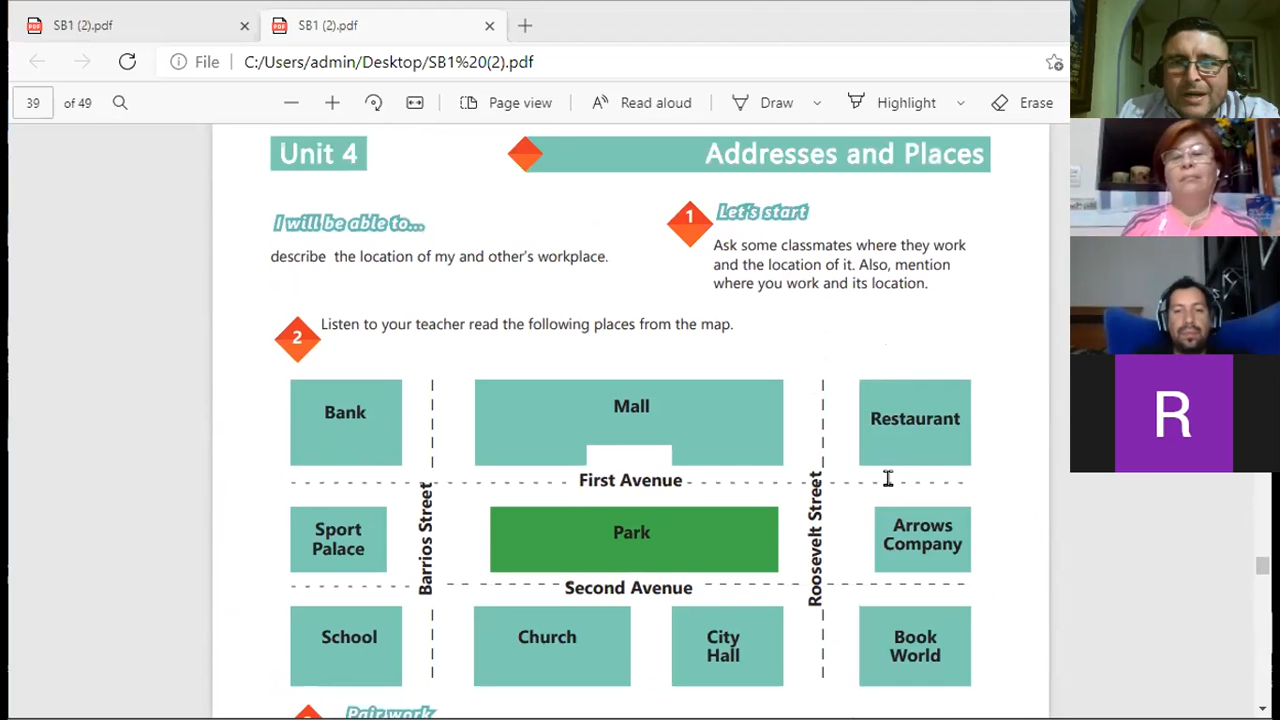 SB1 (2).pdf
SB1 (2).pdf
File
C:/Users/admin/Desktop/SB1%20(2).pdf
39
of 49
Page view
Read aloud
Draw
Highlight
Erase
Unit 4
Addresses and Places
I will be able to...
describe the location of my and other's workplace.
1
Let's start
Ask some classmates where they work
and the location of it. Also, mention
where you work and its location.
2
Listen to your teacher read the following places from the map.
Bank
Mall
Restaurant
First Avenue
Sport
Palace
Barrios Street
Park
Roosevelt Street
Arrows
Company
Second Avenue
School
Church
City
Hall
Book
World
Pair work
R